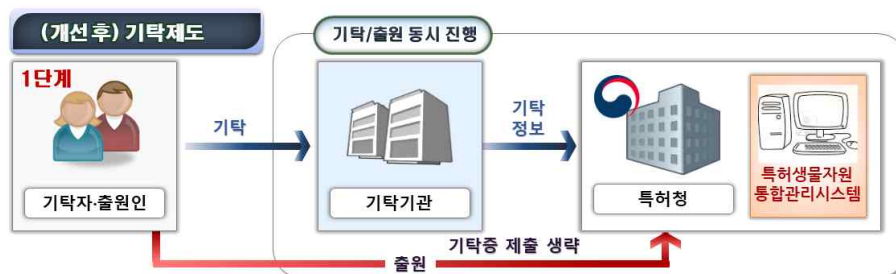 (개선 후) 기탁제도
기탁/출원 동시 진행
1단계
기탁자·출원인
기탁
기탁기관
기탁
정보
특허청
특허생물자원
통합관리시스템
기탁증 제출 생략
출원